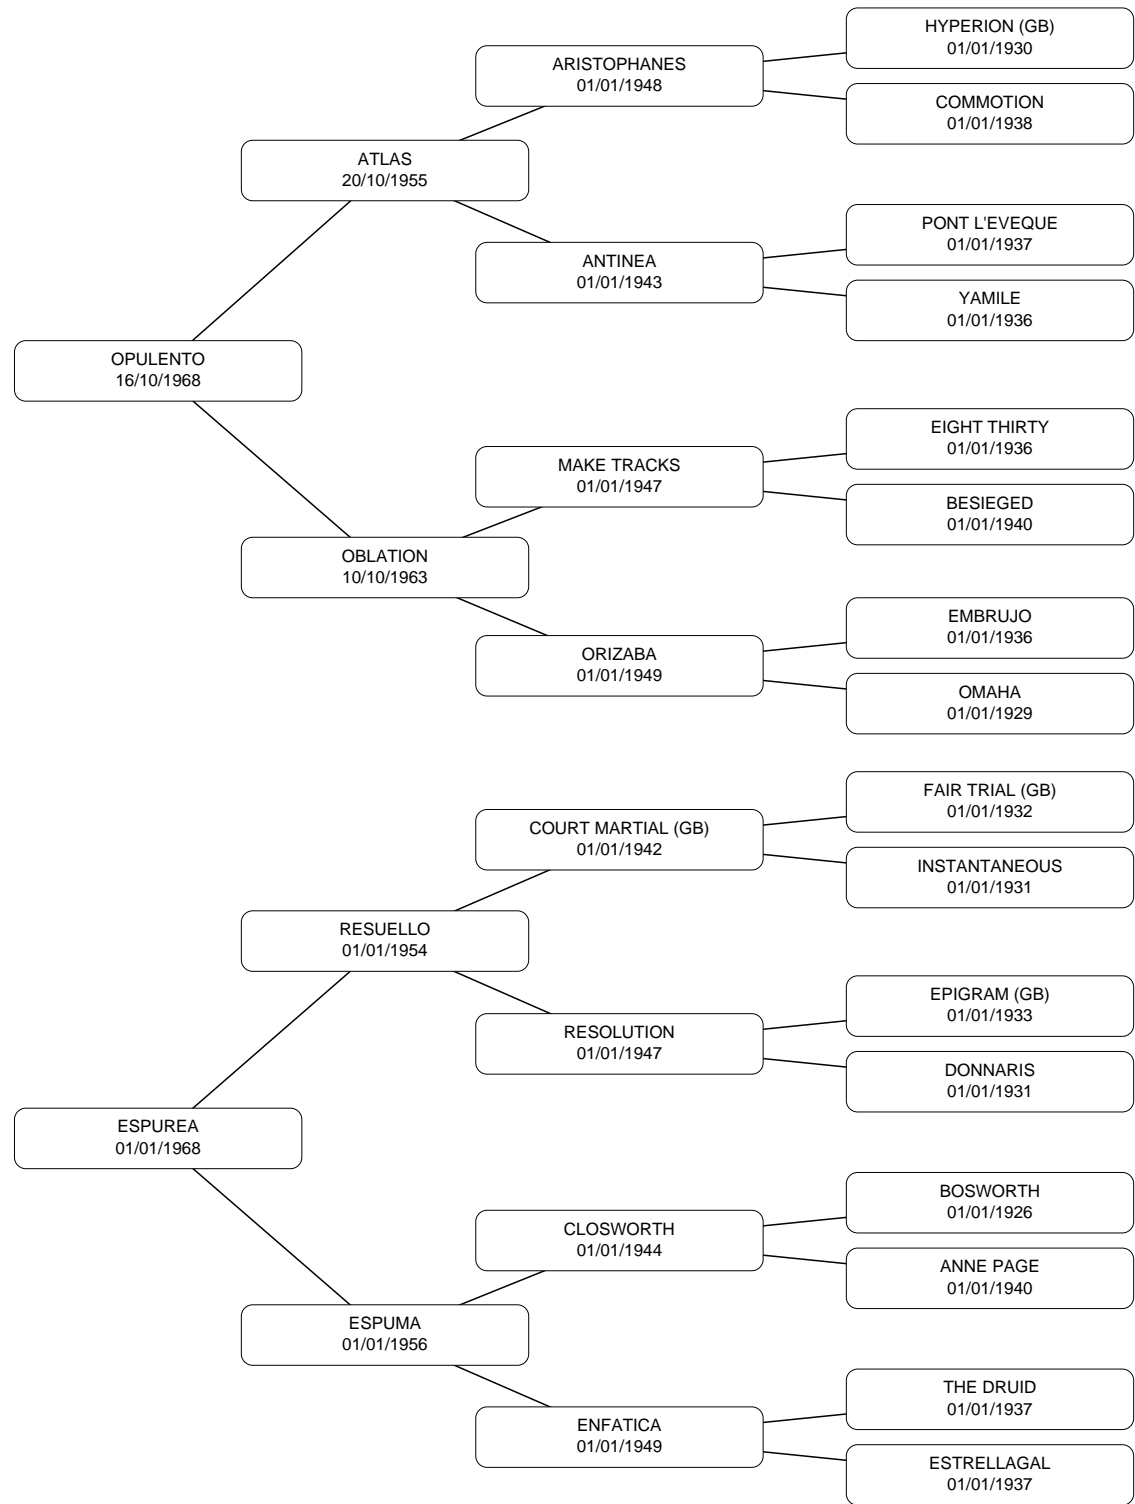 HYPERION (GB)
01/01/1930
ARISTOPHANES
01/01/1948
COMMOTION
01/01/1938
ATLAS
20/10/1955
PONT L'EVEQUE
01/01/1937
ANTINEA
01/01/1943
YAMILE
01/01/1936
OPULENTO
16/10/1968
EIGHT THIRTY
01/01/1936
MAKE TRACKS
01/01/1947
BESIEGED
01/01/1940
OBLATION
10/10/1963
EMBRUJO
01/01/1936
ORIZABA
01/01/1949
OMAHA
01/01/1929
FAIR TRIAL (GB)
01/01/1932
COURT MARTIAL (GB)
01/01/1942
INSTANTANEOUS
01/01/1931
RESUELLO
01/01/1954
EPIGRAM (GB)
01/01/1933
RESOLUTION
01/01/1947
DONNARIS
01/01/1931
ESPUREA
01/01/1968
BOSWORTH
01/01/1926
CLOSWORTH
01/01/1944
ANNE PAGE
01/01/1940
ESPUMA
01/01/1956
THE DRUID
01/01/1937
ENFATICA
01/01/1949
ESTRELLAGAL
01/01/1937